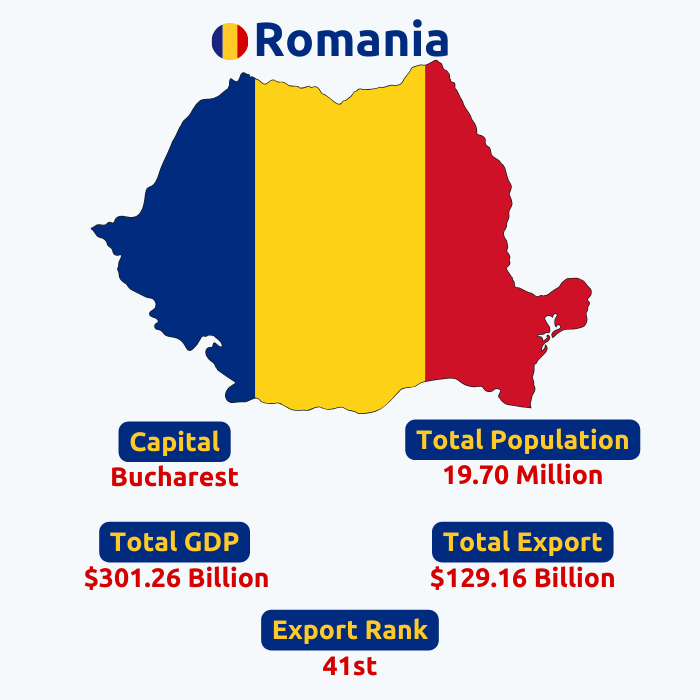 Romania
Capital
Bucharest
Total Population
19.70 Million
Total GDP
$301.26 Billion
Total Export
$129.16 Billion
Export Rank
41st